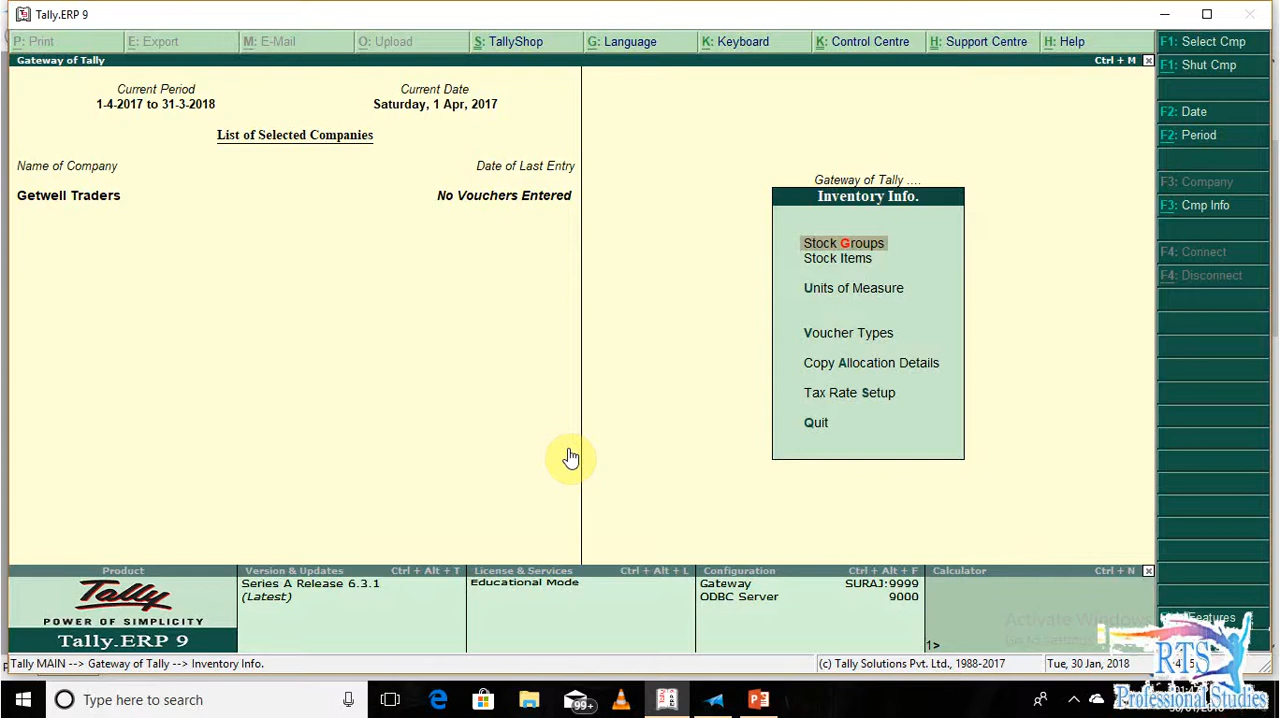 Tally.ERP 9
P: Print
E: Export
M: E-Mail
O: Upload
S: TallyShop
G: Language
K: Keyboard
K: Control Centre
H: Support Centre
H: Help
F1: Select Cmp
Gateway of Tally
Ctrl + M
F1: Shut Cmp
Current Period
1-4-2017 to 31-3-2018
Current Date
Saturday, 1 Apr, 2017
List of Selected Companies
Name of Company
Date of Last Entry
Getwell Traders
No Vouchers Entered
Gateway of Tally ....
Inventory Info.
Stock Groups
Stock Items
Units of Measure
Voucher Types
Copy Allocation Details
Tax Rate Setup
Quit
F2: Date
F2: Period
F3: Company
F3: Cmp Info
F4: Connect
F4: Disconnect
Features
Product
Tally
POWER OF SIMPLICITY
Tally.ERP 9
Version & Updates
Ctrl + Alt + T
Series A Release 6.3.1
(Latest)
License & Services
Ctrl + Alt + L
Educational Mode
Configuration
Ctrl + Alt + F
Gateway
SURAJ:9999
ODBC Server
9000
Calculator
Ctrl + N
Activate Windows
1>
Tally MAIN --> Gateway of Tally --> Inventory Info.
(c) Tally Solutions Pvt. Ltd., 1988-2017
Tue, 30 Jan, 2018
RTS
Professional Studies
Type here to search
99+